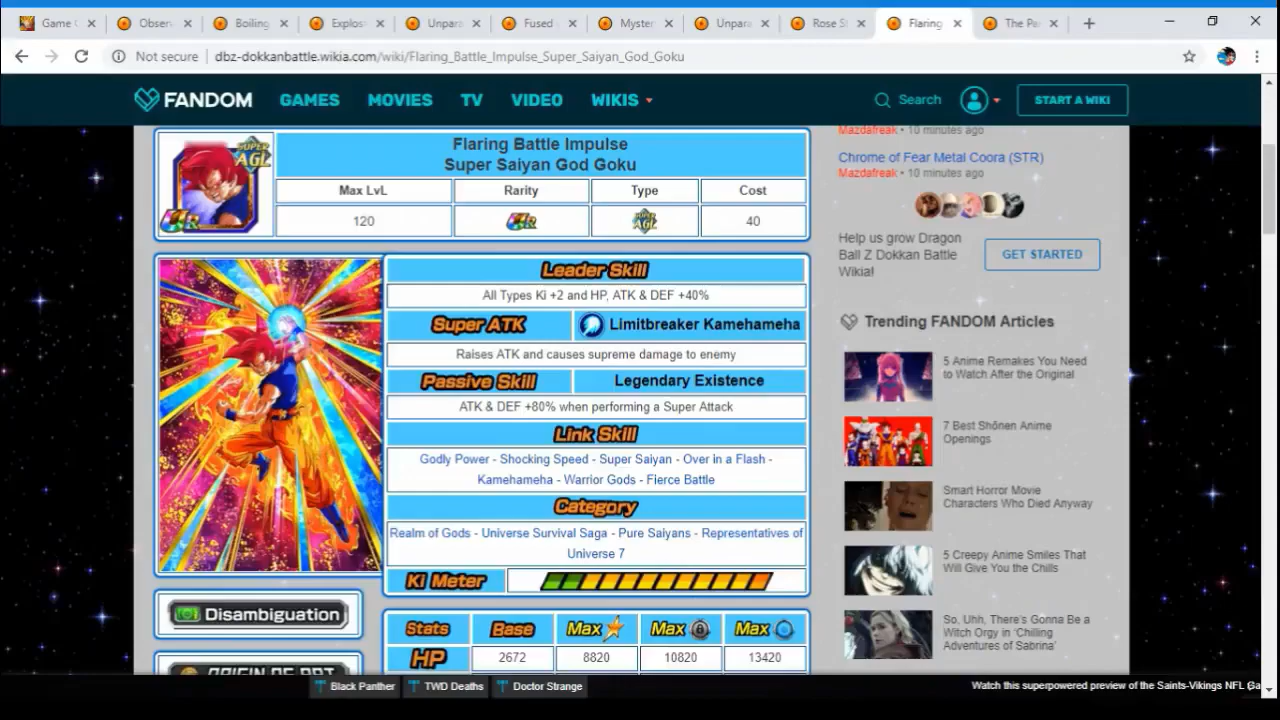 Game C
Obser
Boiling
Explos
Unpara
Fused
Myster
Unpara
Rose S
Flaring
The Pa
Not secure
dbz-dokkanbattle.wikia.com/wiki/Flaring_Battle_Impulse_Super_Saiyan_God_Goku
FANDOM
GAMES
MOVIES
TV
VIDEO
WIKIS
Search
START A WIKI
Flaring Battle Impulse
Super Saiyan God Goku
Max LvL
Rarity
Type
Cost
120
UR
SUPER AGL
40
SUPER
AGL
UR
Leader Skill
All Types Ki +2 and HP, ATK & DEF +40%
Super ATK
Limitbreaker Kamehameha
Raises ATK and causes supreme damage to enemy
Passive Skill
Legendary Existence
ATK & DEF +80% when performing a Super Attack
Link Skill
Godly Power - Shocking Speed - Super Saiyan - Over in a Flash -
Kamehameha - Warrior Gods - Fierce Battle
Category
Realm of Gods - Universe Survival Saga - Pure Saiyans - Representatives of
Universe 7
Ki Meter
Disambiguation
Stats
Base
Max
Max
Max
HP
2672
8820
10820
13420
Mazdafreak • 10 minutes ago
Chrome of Fear Metal Coora (STR)
Mazdafreak • 10 minutes ago
Help us grow Dragon
Ball Z Dokkan Battle
Wikia!
GET STARTED
Trending FANDOM Articles
5 Anime Remakes You Need
to Watch After the Original
7 Best Shōnen Anime
Openings
Smart Horror Movie
Characters Who Died Anyway
5 Creepy Anime Smiles That
Will Give You the Chills
So, Uhh, There's Gonna Be a
Witch Orgy in 'Chilling
Adventures of Sabrina'
Black Panther
TWD Deaths
Doctor Strange
Watch this superpowered preview of the Saints-Vikings NFL Ga